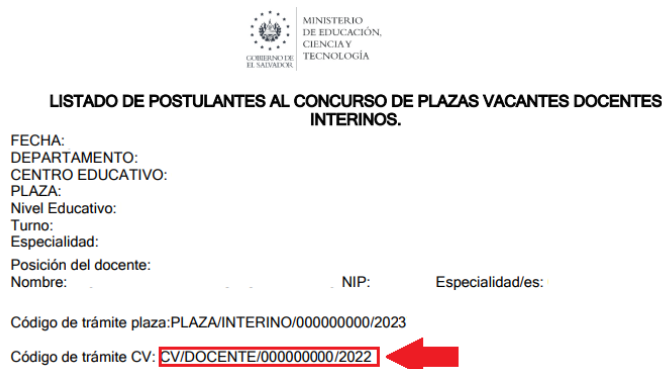 MINISTERIO
DE EDUCACIÓN,
CIENCIA Y
TECNOLOGÍA
GOBIERNO DE
EL SALVADOR
LISTADO DE POSTULANTES AL CONCURSO DE PLAZAS VACANTES DOCENTES
INTERINOS.
FECHA:
DEPARTAMENTO:
CENTRO EDUCATIVO:
PLAZA:
Nivel Educativo:
Turno:
Especialidad:
Posición del docente:
Nombre: NIP: Especialidad/es:
Código de trámite plaza:PLAZA/INTERINO/000000000/2023
Código de trámite CV: CV/DOCENTE/000000000/2022